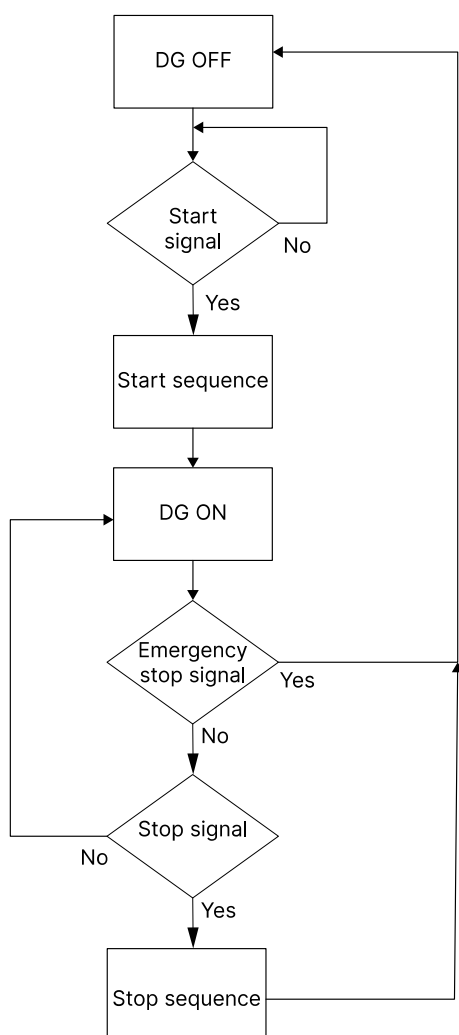 DG OFF
Start
signal
No
Yes
Start sequence
DG ON
Emergency
stop signal
Yes
No
Stop signal
No
Yes
Stop sequence